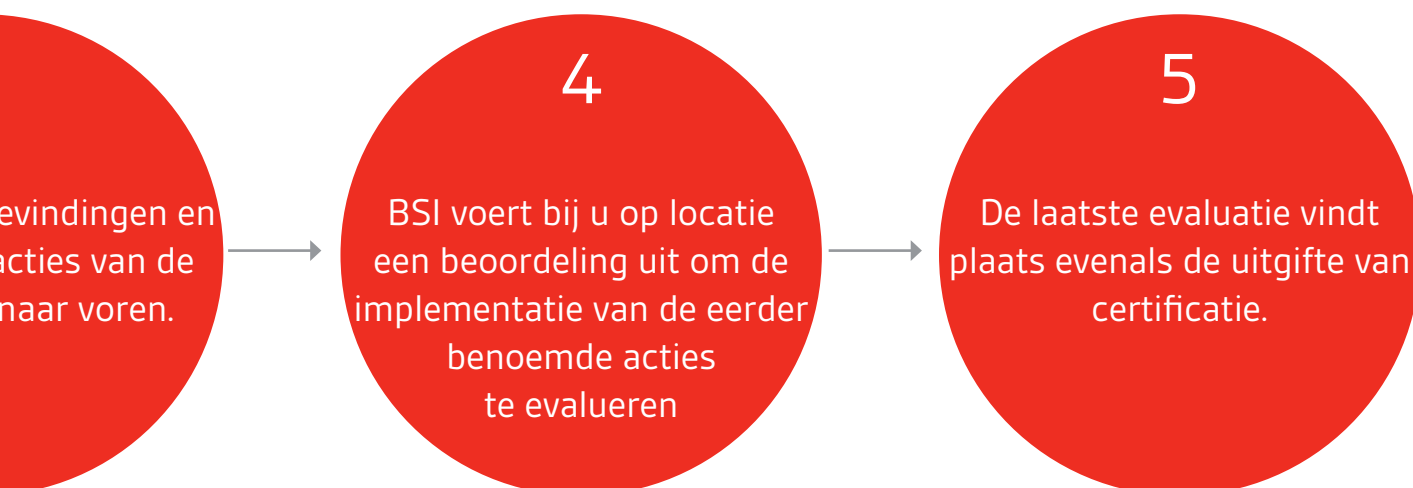 en
acties van de
naar voren.
4
BSI voert bij u op locatie
een beoordeling uit om de
implementatie van de eerder
benoemde acties
te evalueren
5
De laatste evaluatie vindt
plaats evenals de uitgifte van
certificatie.